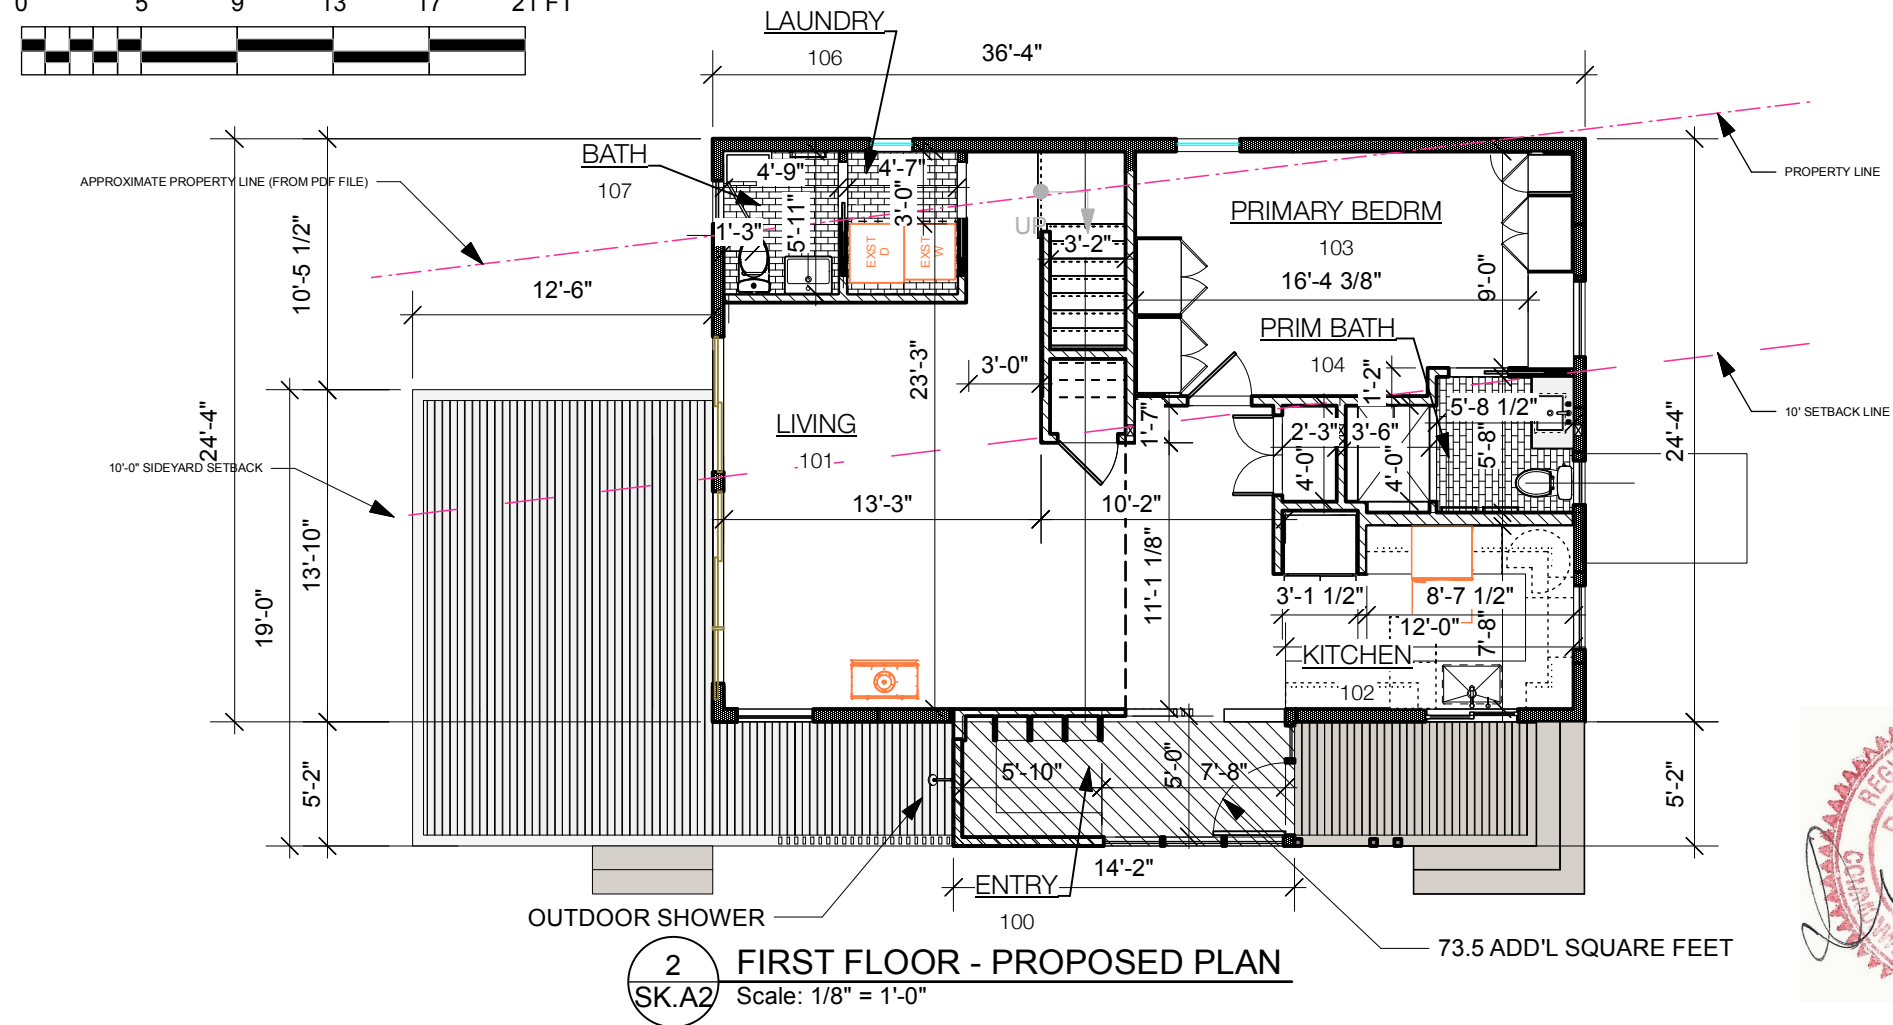 0 5 9 13 17 21 FT
LAUNDRY
106
36'-4"
BATH
107
4'-9"
4'-7"
APPROXIMATE PROPERTY LINE (FROM PDF FILE)
PROPERTY LINE
1'-3"
5'-11"
3'-0"
EXST D
EXST W
UP
3'-2"
PRIMARY BEDRM
103
16'-4 3/8"
9'-0"
10'-5 1/2"
12'-6"
PRIM BATH
104
1'-2"
23'-3"
3'-0"
24'-4"
LIVING
101
1'-7"
2'-3"
3'-6"
5'-8 1/2"
4'-0"
4'-0"
5'-8"
10' SETBACK LINE
24'-4"
10'-0" SIDEYARD SETBACK
13'-3"
10'-2"
13'-10"
19'-0"
11'-1 1/8"
3'-1 1/2"
8'-7 1/2"
12'-0"
7'-8"
KITCHEN
102
5'-2"
5'-10"
5'-0"
7'-8"
5'-2"
14'-2"
ENTRY
100
OUTDOOR SHOWER
73.5 ADD'L SQUARE FEET
2
SK.A2
FIRST FLOOR - PROPOSED PLAN
Scale: 1/8" = 1'-0"